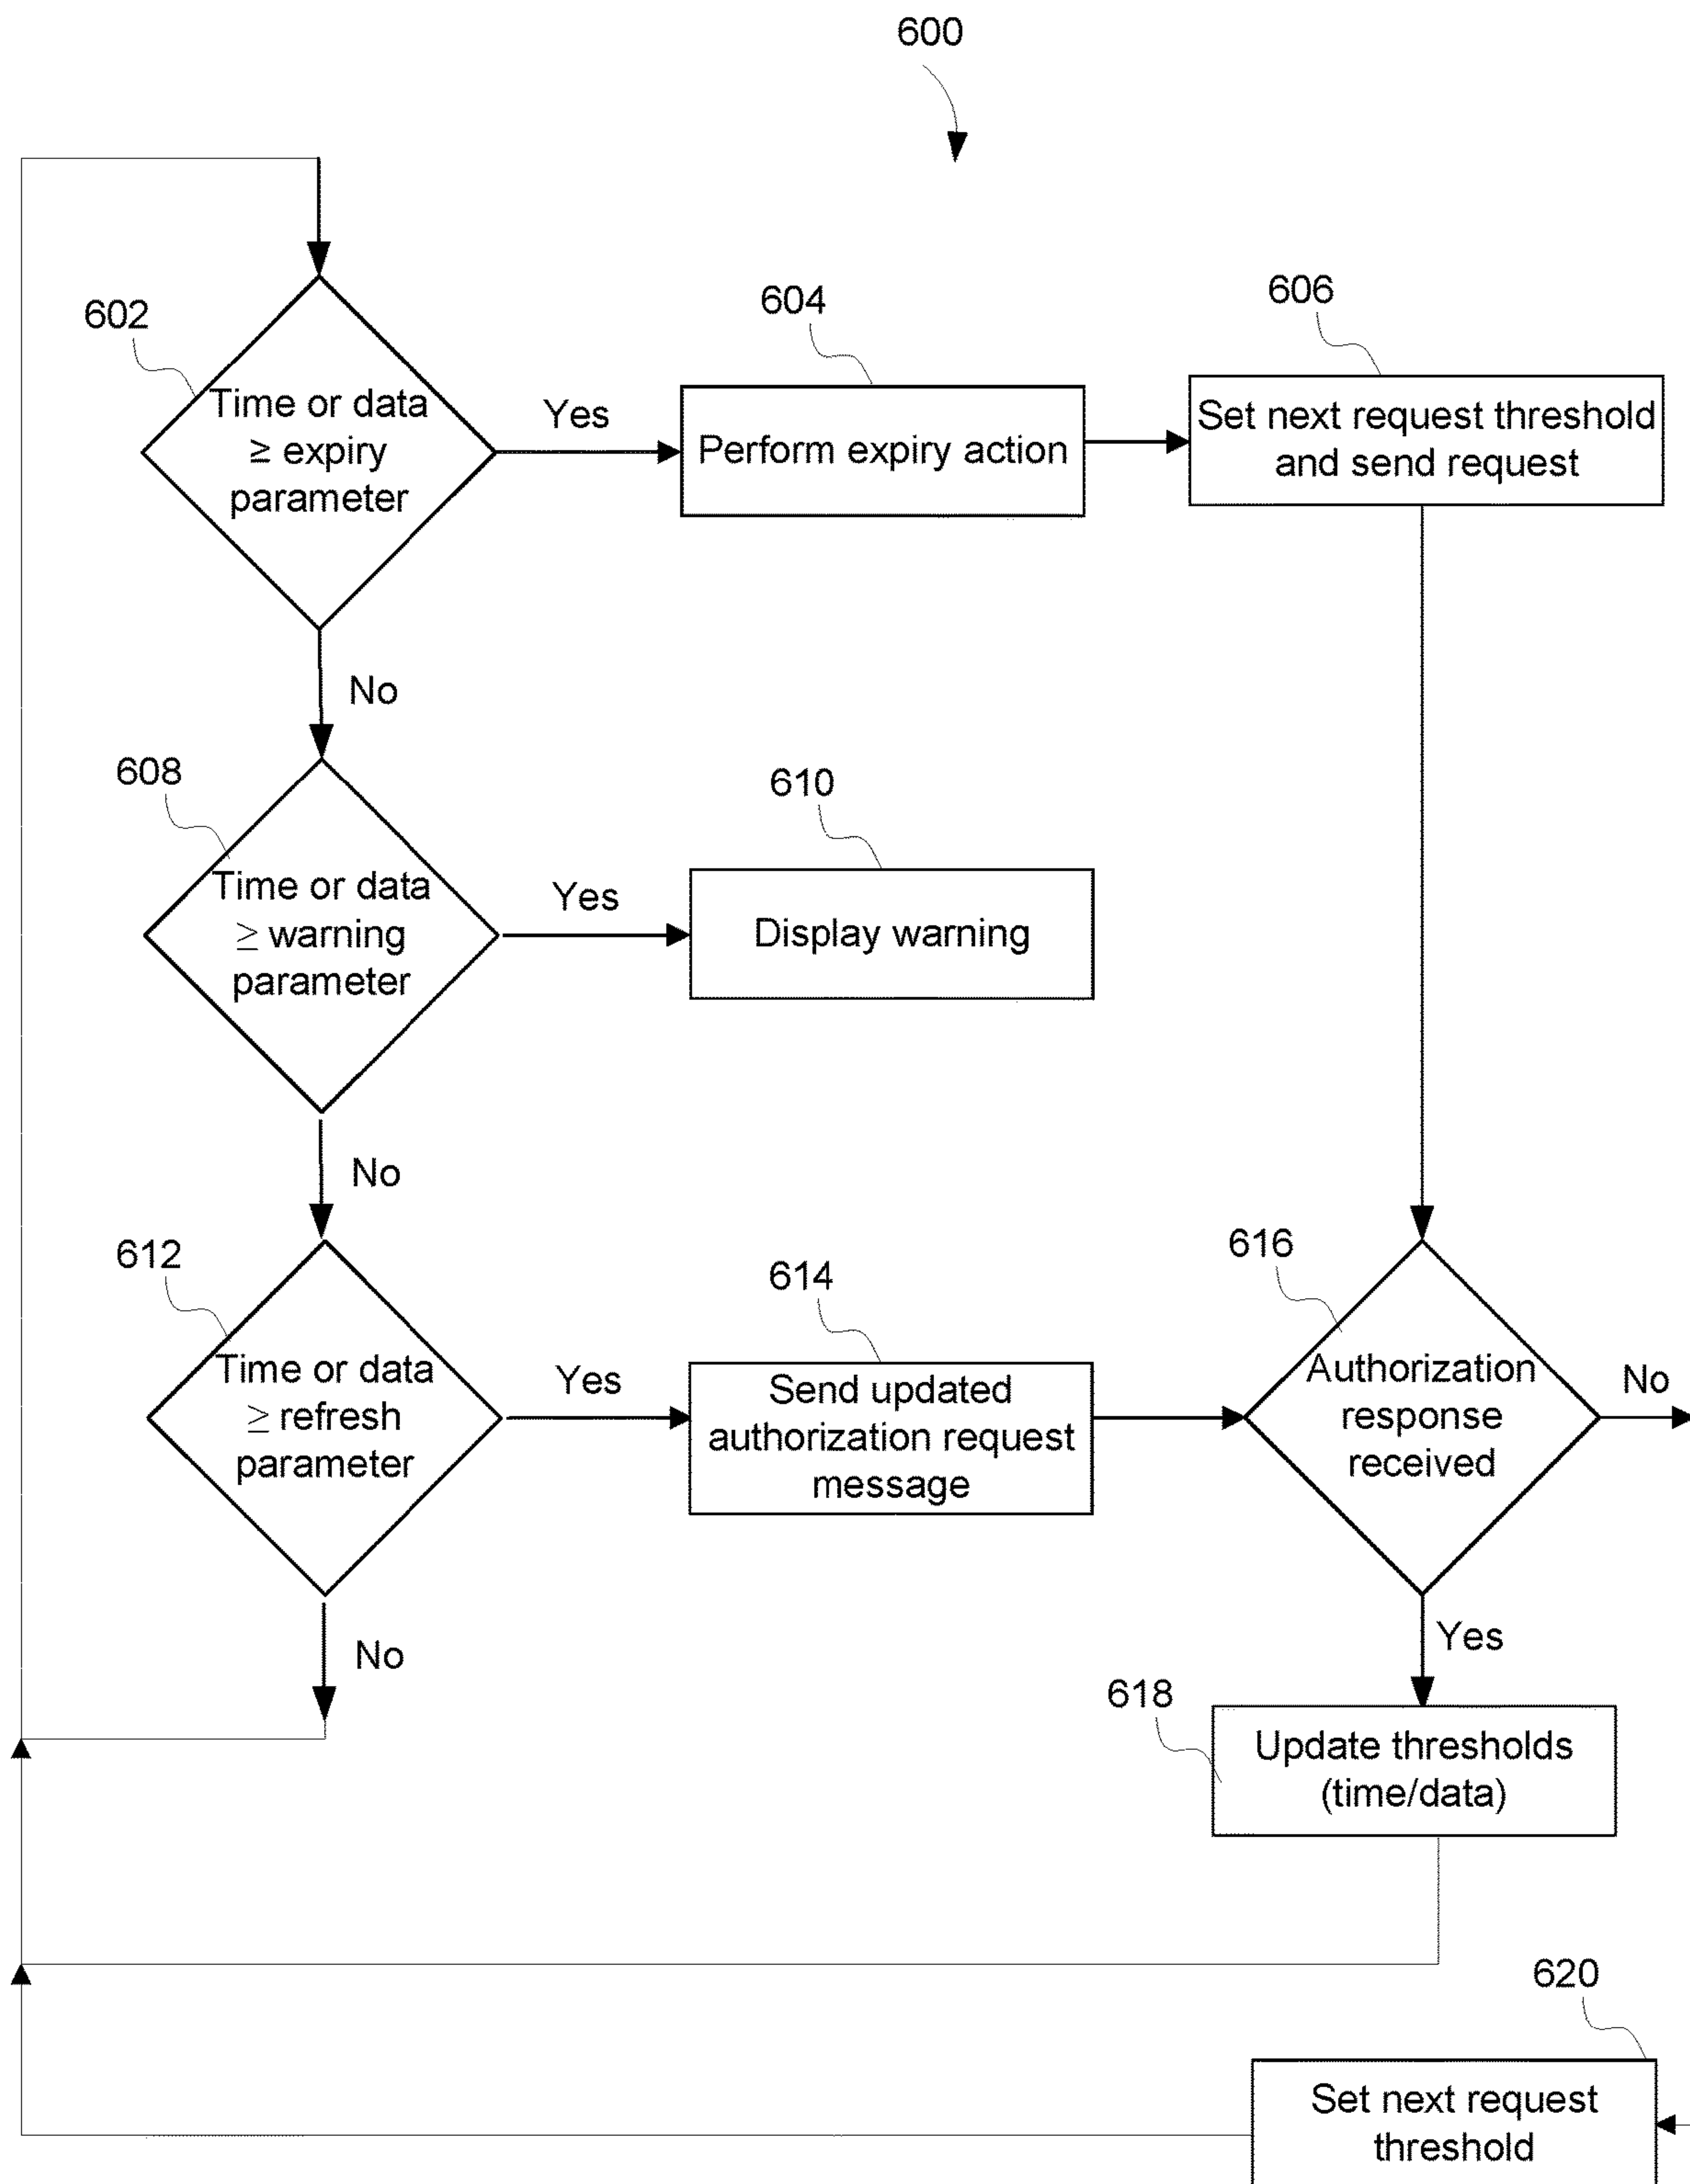 600
602
Time or data
≥ expiry
parameter
Yes
604
Perform expiry action
606
Set next request threshold
and send request
No
608
Time or data
≥ warning
parameter
Yes
610
Display warning
No
612
Time or data
≥ refresh
parameter
Yes
614
Send updated
authorization request
message
616
Authorization
response
received
No
No
Yes
618
Update thresholds
(time/data)
620
Set next request
threshold